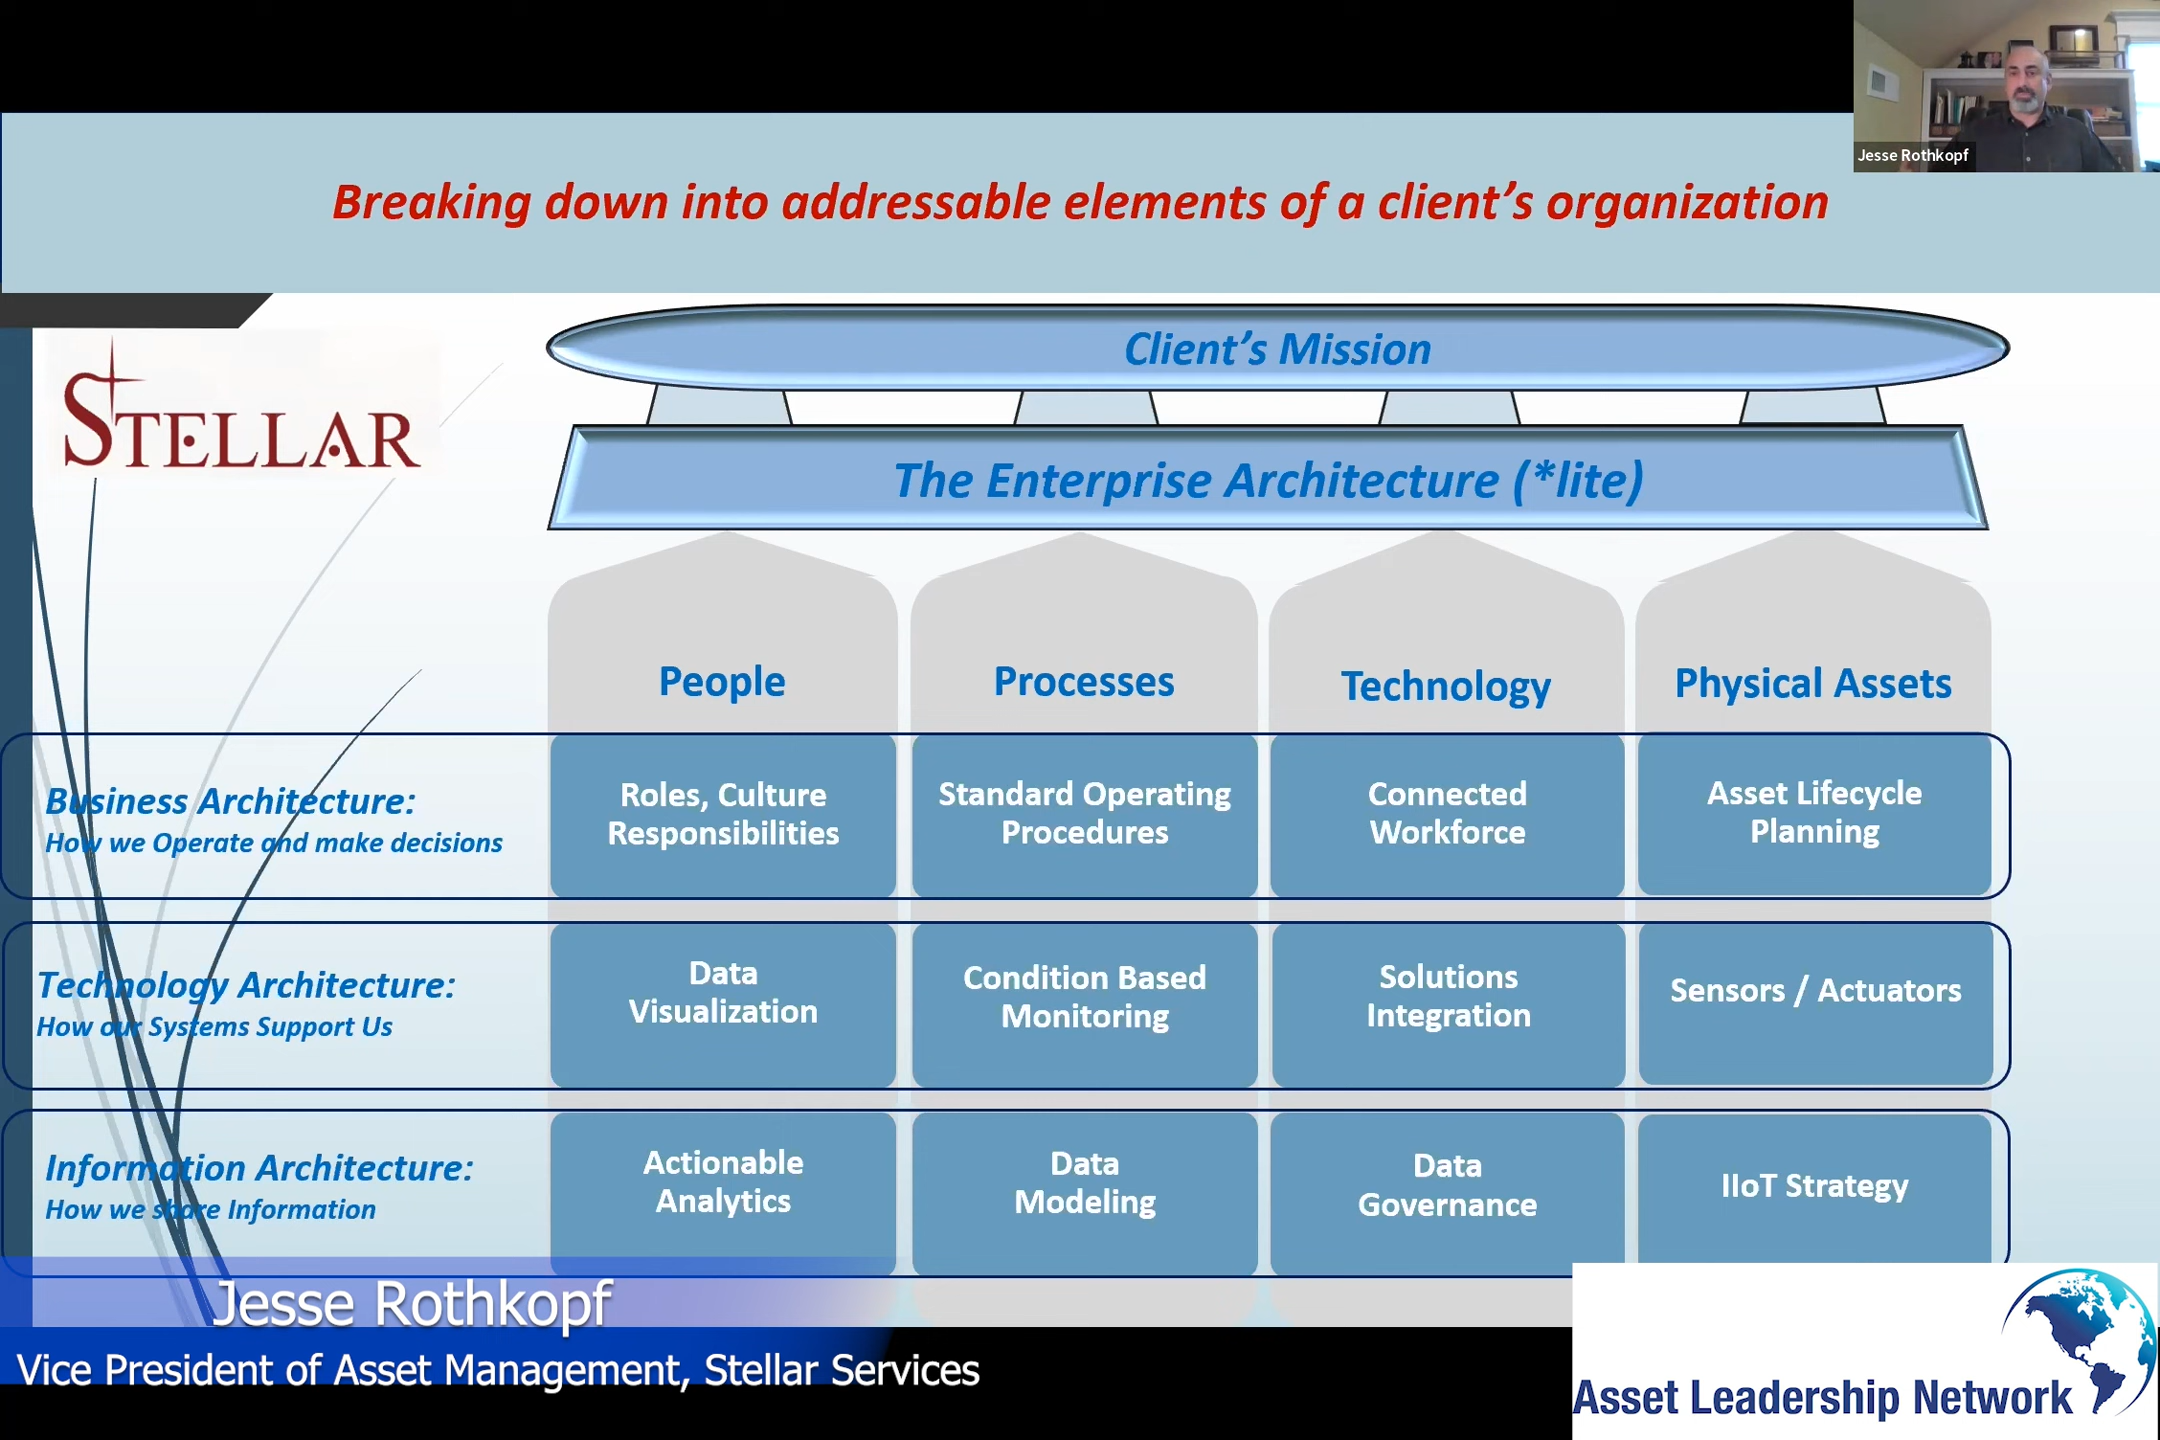 Jesse Rothkopf
Breaking down into addressable elements of a client's organization
Client's Mission
STELLAR
The Enterprise Architecture (*lite)
People
Processes
Technology
Physical Assets
Business Architecture:
How we Operate and make decisions
Roles, Culture
Responsibilities
Standard Operating
Procedures
Connected
Workforce
Asset Lifecycle
Planning
Technology Architecture:
How our Systems Support Us
Data
Visualization
Condition Based
Monitoring
Solutions
Integration
Sensors / Actuators
Information Architecture:
How we share Information
Actionable
Analytics
Data
Modeling
Data
Governance
IIoT Strategy
Jesse Rothkopf
Vice President of Asset Management, Stellar Services
Asset Leadership Network